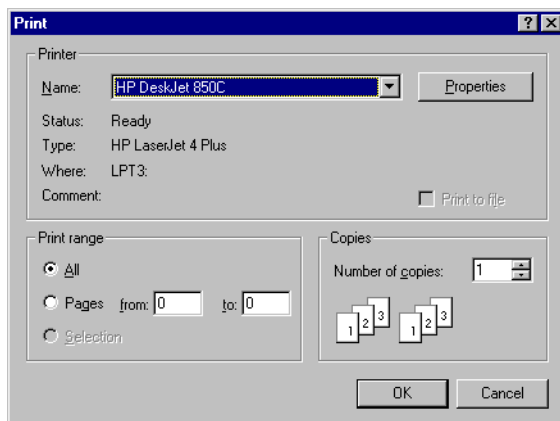 Print
Printer
Name: HP DeskJet 850C Properties
Status: Ready
Type: HP LaserJet 4 Plus
Where: LPT3:
Comment: Print to file
Print range
All
Pages from: 0 to: 0
Selection
Copies
Number of copies: 1
1 2 3 1 2 3
OK Cancel